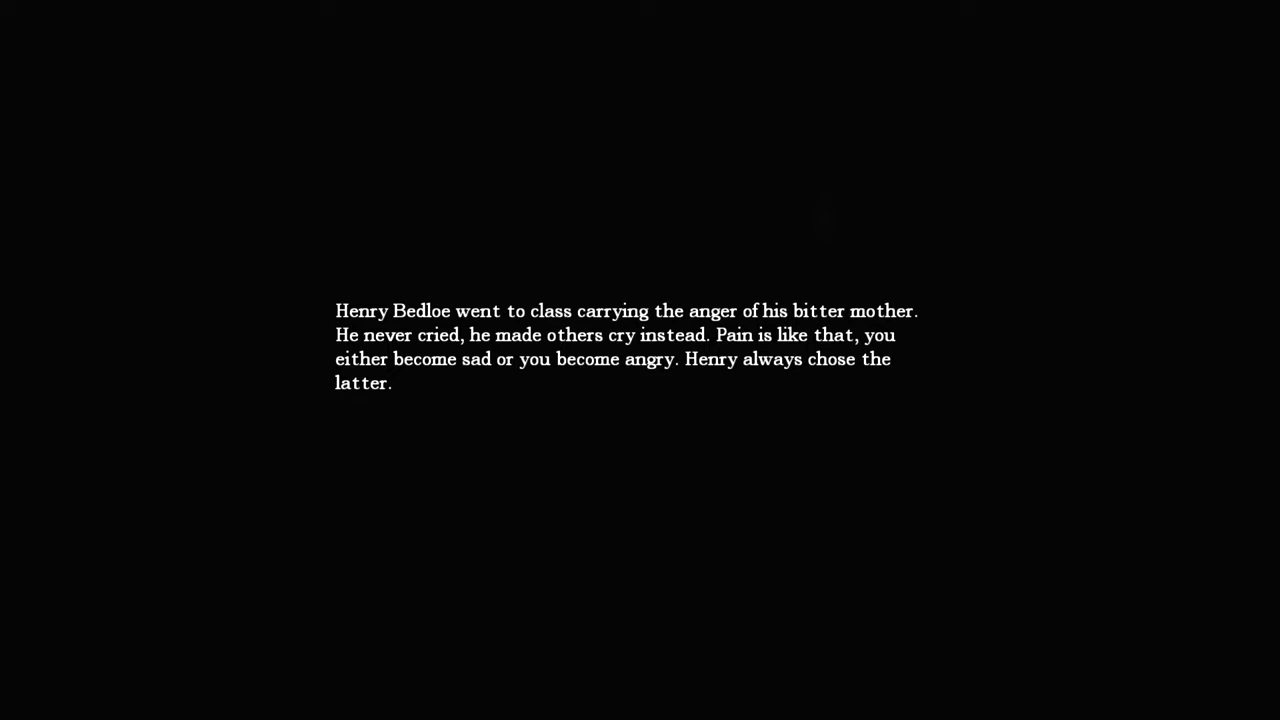 Henry Bedloe went to class carrying the anger of his bitter mother.
He never cried, he made others cry instead. Pain is like that, you
either become sad or you become angry. Henry always chose the
latter.